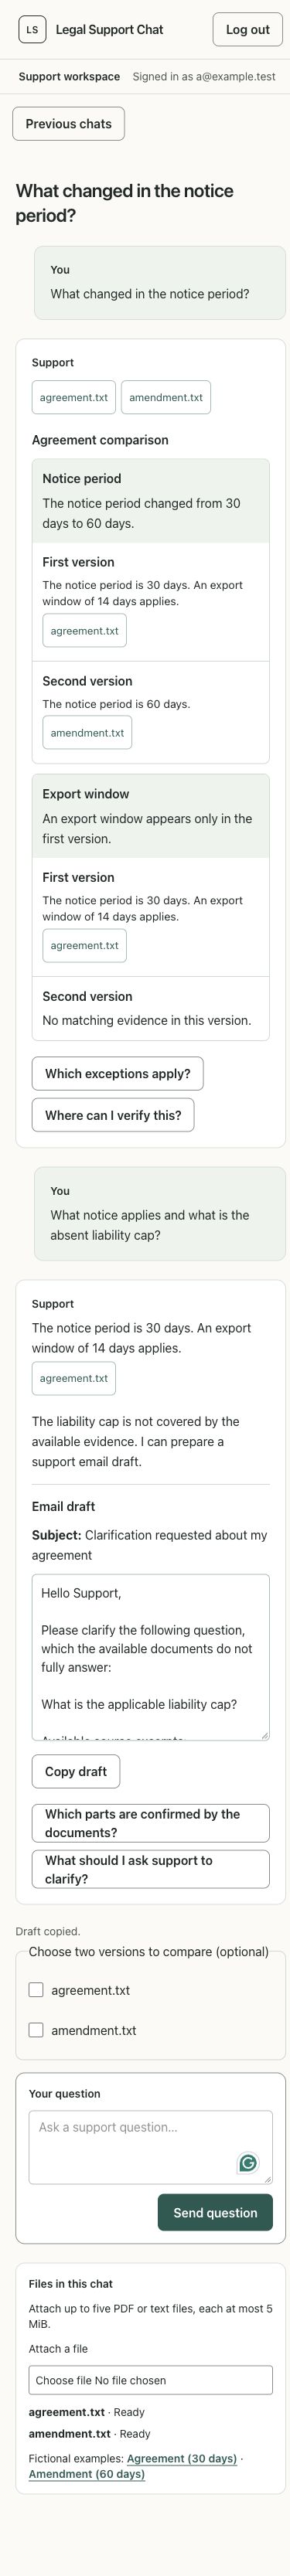 LS Legal Support Chat Log out
Support workspace Signed in as a@example.test
Previous chats
What changed in the notice
period?
You
What changed in the notice period?
Support
agreement.txt amendment.txt
Agreement comparison
Notice period
The notice period changed from 30
days to 60 days.
First version
The notice period is 30 days. An export
window of 14 days applies.
agreement.txt
Second version
The notice period is 60 days.
amendment.txt
Export window
An export window appears only in the
first version.
First version
The notice period is 30 days. An export
window of 14 days applies.
agreement.txt
Second version
No matching evidence in this version.
Which exceptions apply?
Where can I verify this?
You
What notice applies and what is the
absent liability cap?
Support
The notice period is 30 days. An export
window of 14 days applies.
agreement.txt
The liability cap is not covered by the
available evidence. I can prepare a
support email draft.
Email draft
Subject: Clarification requested about my
agreement
Hello Support,
Please clarify the following question,
which the available documents do not
fully answer:
What is the applicable liability cap?
Copy draft
Which parts are confirmed by the
documents?
What should I ask support to
clarify?
Draft copied.
Choose two versions to compare (optional)
agreement.txt
amendment.txt
Your question
Ask a support question...
Send question
Files in this chat
Attach up to five PDF or text files, each at most 5
MiB.
Attach a file
Choose file No file chosen
agreement.txt · Ready
amendment.txt · Ready
Fictional examples: Agreement (30 days) ·
Amendment (60 days)